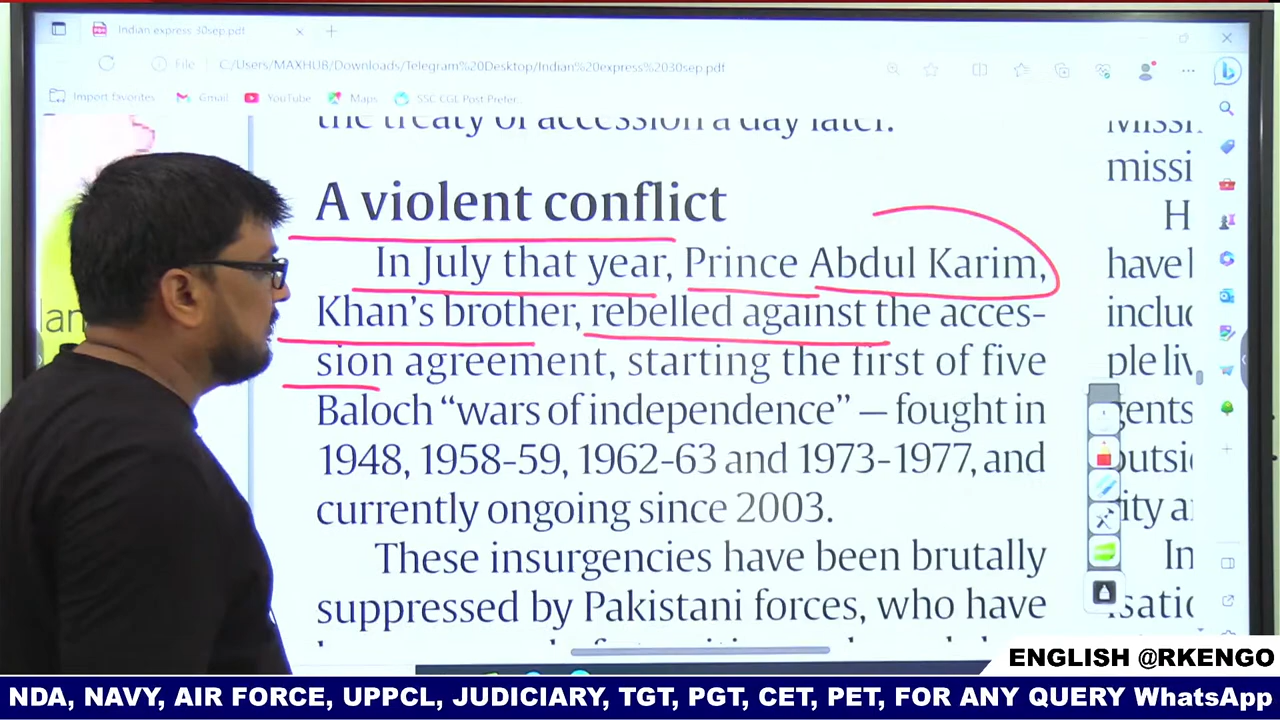 Indian express 30sep.pdf
File C:/Users/MAXHUB/Downloads/Telegram%20Desktop/Indian%20express%2030sep.pdf
Import favorites Gmail YouTube Maps SSC CGL Post Prefer...
the treaty of accession a day later.
A violent conflict
In July that year, Prince Abdul Karim,
Khan's brother, rebelled against the acces-
sion agreement, starting the first of five
Baloch “wars of independence” — fought in
1948, 1958-59, 1962-63 and 1973-1977, and
currently ongoing since 2003.
These insurgencies have been brutally
suppressed by Pakistani forces, who have
missi
H
have
includ
ple liv
gents
outsi
In
ENGLISH @RKENGO
NDA, NAVY, AIR FORCE, UPPCL, JUDICIARY, TGT, PGT, CET, PET, FOR ANY QUERY WhatsApp